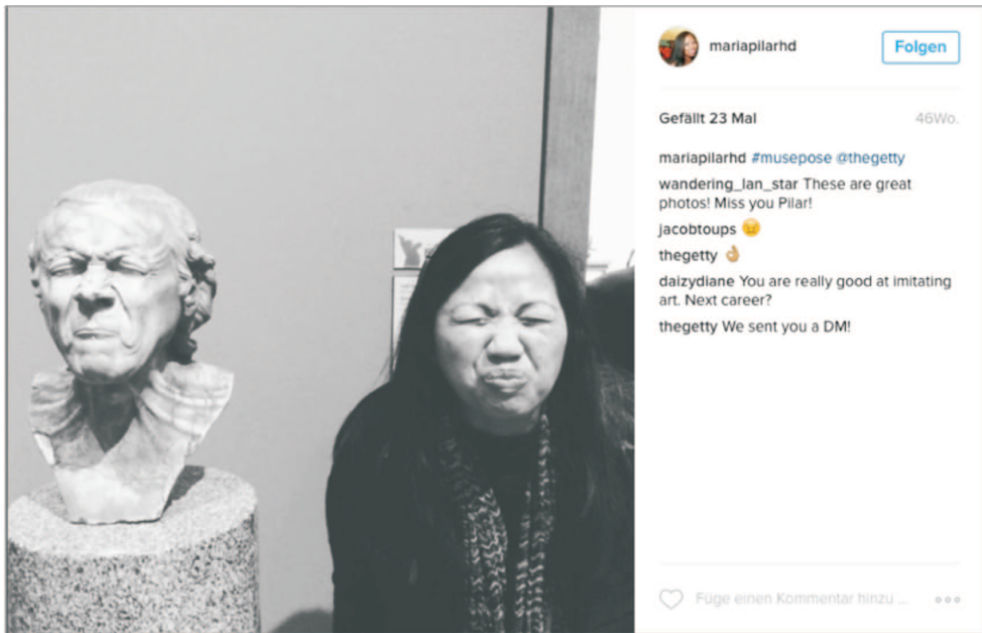 mariapilarhd
Folgen
Gefällt 23 Mal
46Wo.
mariapilarhd #musepose @thegetty
wandering_lan_star These are great
photos! Miss you Pilar!
jacobtoups 😐
thegetty 👌🏼
daizydiane You are really good at imitating
art. Next career?
thegetty We sent you a DM!
Füge einen Kommentar hinzu ...